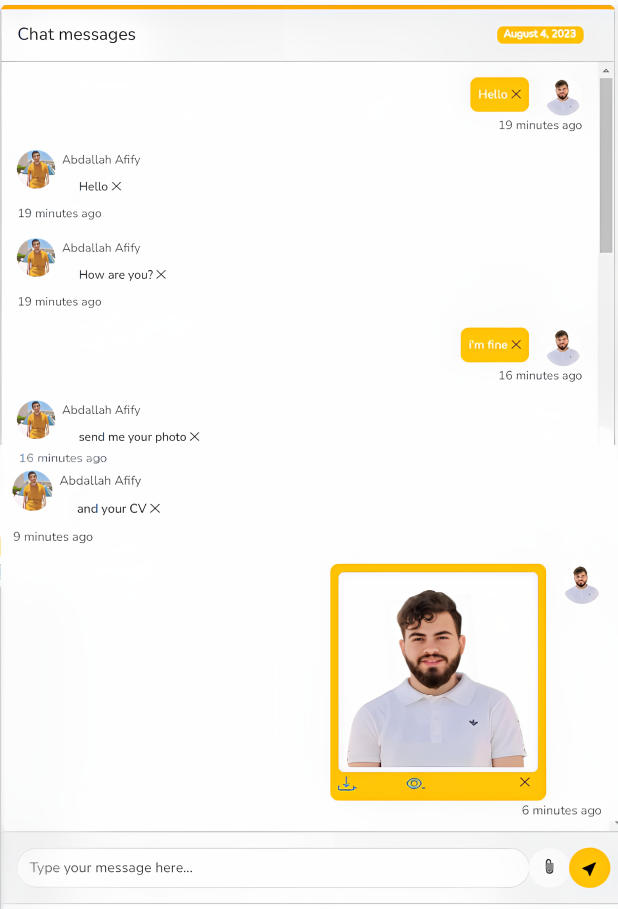 Chat messages
August 4, 2023
Hello
19 minutes ago
Abdallah Afify
Hello
19 minutes ago
Abdallah Afify
How are you?
19 minutes ago
i'm fine
16 minutes ago
Abdallah Afify
send me your photo
16 minutes ago
Abdallah Afify
and your CV
9 minutes ago
6 minutes ago
Type your message here...